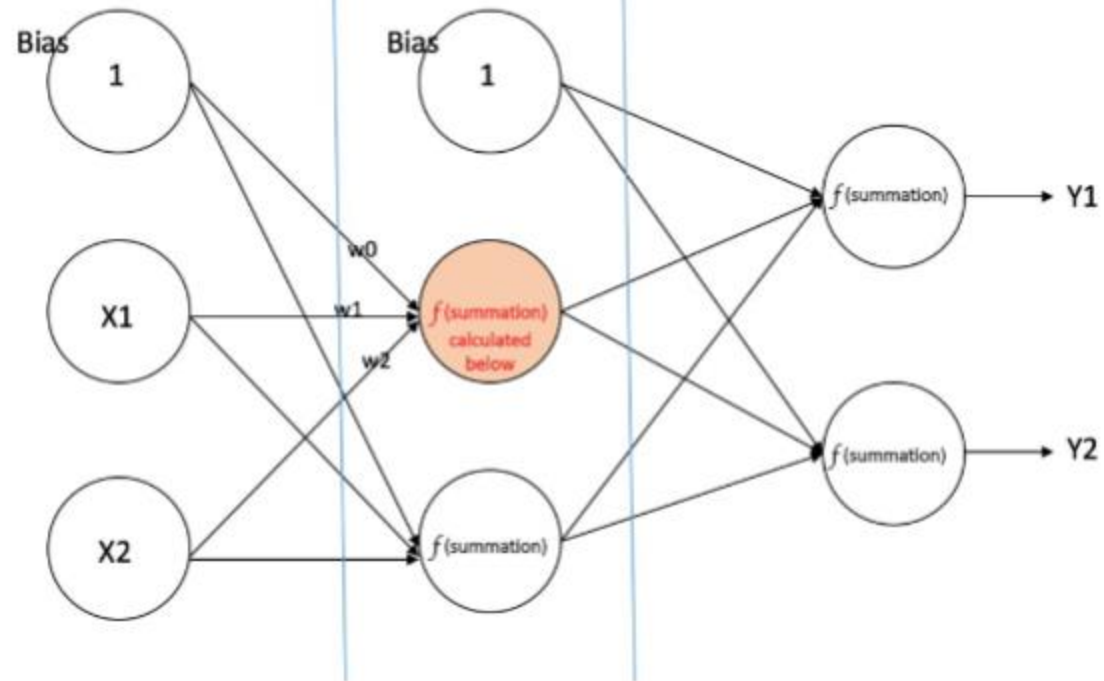 Bias
1
Bias
1
f(summation)
Y1
w0
X1
w1
f(summation)
calculated
below
w2
X2
f(summation)
f(summation)
Y2